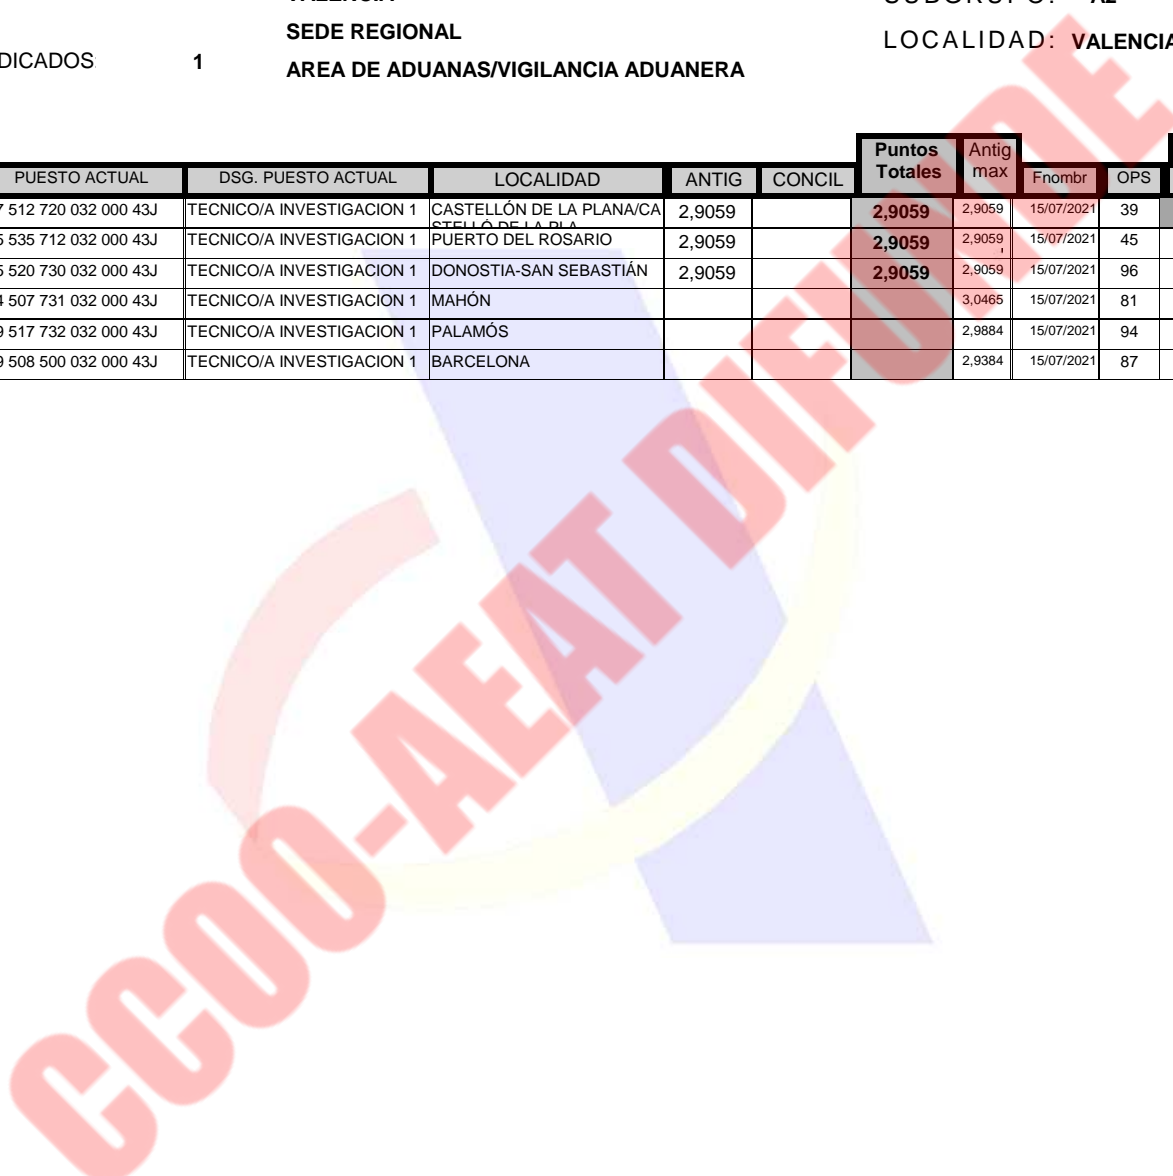 SEDE REGIONAL
LOCALIDAD: VALENCIA
DICADOS 1
AREA DE ADUANAS/VIGILANCIA ADUANERA
PUESTO ACTUAL DSG. PUESTO ACTUAL LOCALIDAD ANTIG CONCIL Puntos Totales Antig max Fnombr OPS
7 512 720 032 000 43J TECNICO/A INVESTIGACION 1 CASTELLÓN DE LA PLANA/CA 2,9059 2,9059 2,9059 15/07/2021 39
5 535 712 032 000 43J TECNICO/A INVESTIGACION 1 PUERTO DEL ROSARIO 2,9059 2,9059 2,9059 15/07/2021 45
5 520 730 032 000 43J TECNICO/A INVESTIGACION 1 DONOSTIA-SAN SEBASTIÁN 2,9059 2,9059 2,9059 15/07/2021 96
507 731 032 000 43J TECNICO/A INVESTIGACION 1 MAHÓN 3,0465 15/07/2021 81
9 517 732 032 000 43J TECNICO/A INVESTIGACION 1 PALAMÓS 2,9884 15/07/2021 94
9 508 500 032 000 43J TECNICO/A INVESTIGACION 1 BARCELONA 2,9384 15/07/2021 87
CCOO-AEAT DIFUNDE